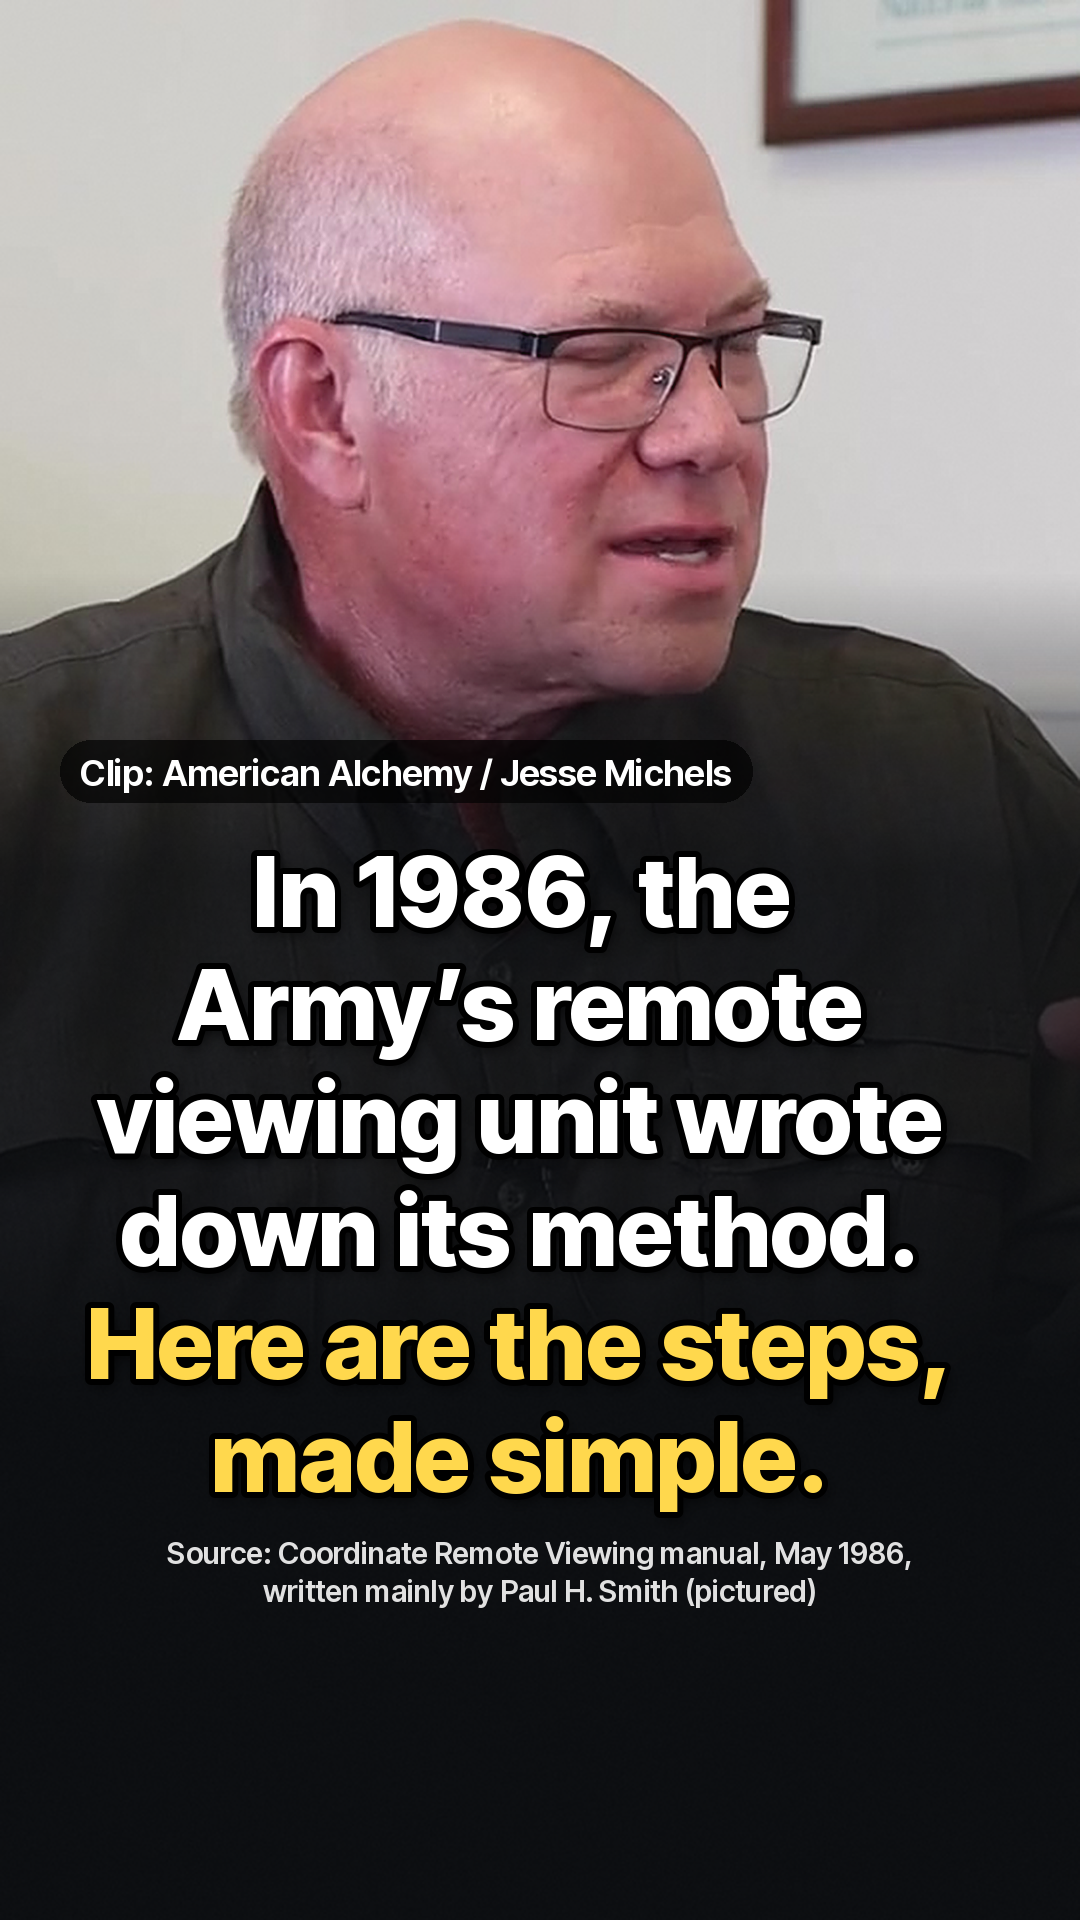 Clip: American Alchemy / Jesse Michels
In 1986, the
Army’s remote
viewing unit wrote
down its method.
Here are the steps,
made simple.
Source: Coordinate Remote Viewing manual, May 1986,
written mainly by Paul H. Smith (pictured)